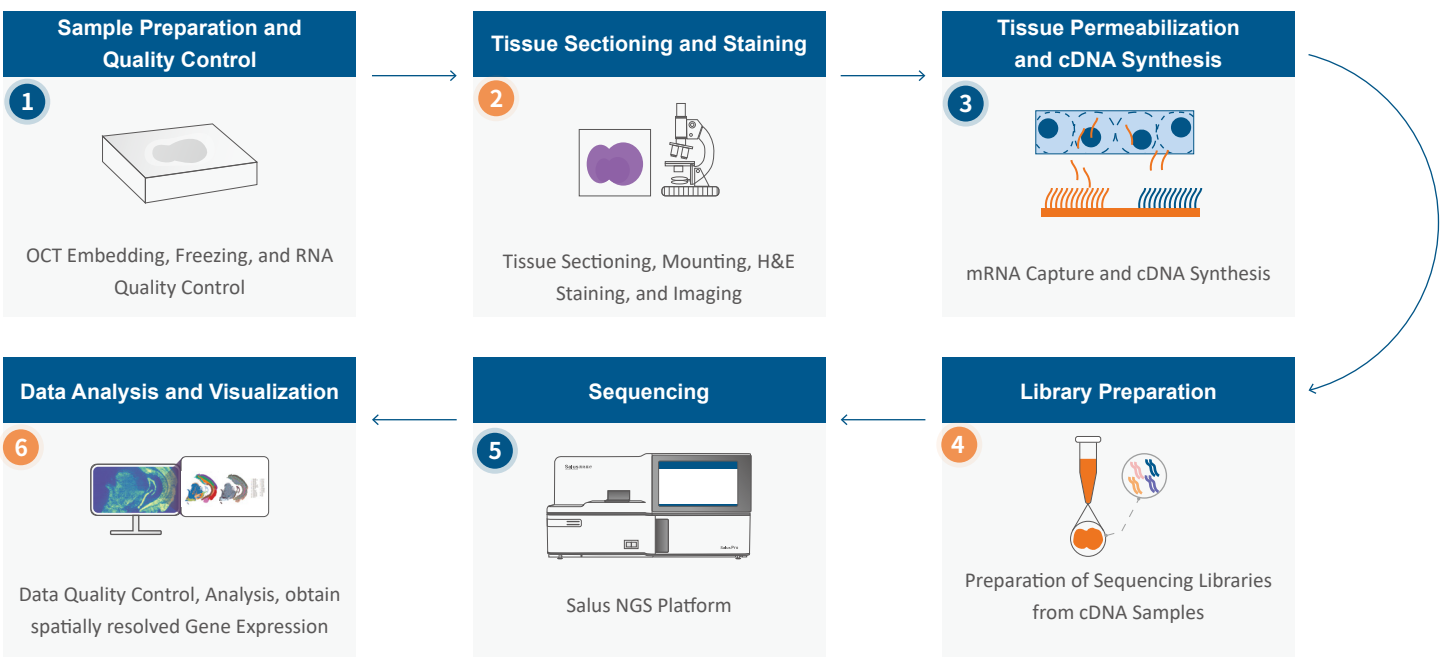 Sample Preparation and
Quality Control
1
OCT Embedding, Freezing, and RNA
Quality Control
Tissue Sectioning and Staining
2
Tissue Sectioning, Mounting, H&E
Staining, and Imaging
Tissue Permeabilization
and cDNA Synthesis
3
mRNA Capture and cDNA Synthesis
Library Preparation
4
Preparation of Sequencing Libraries
from cDNA Samples
Sequencing
5
Salus
Salus Pro
Salus NGS Platform
Data Analysis and Visualization
6
Data Quality Control, Analysis, obtain
spatially resolved Gene Expression